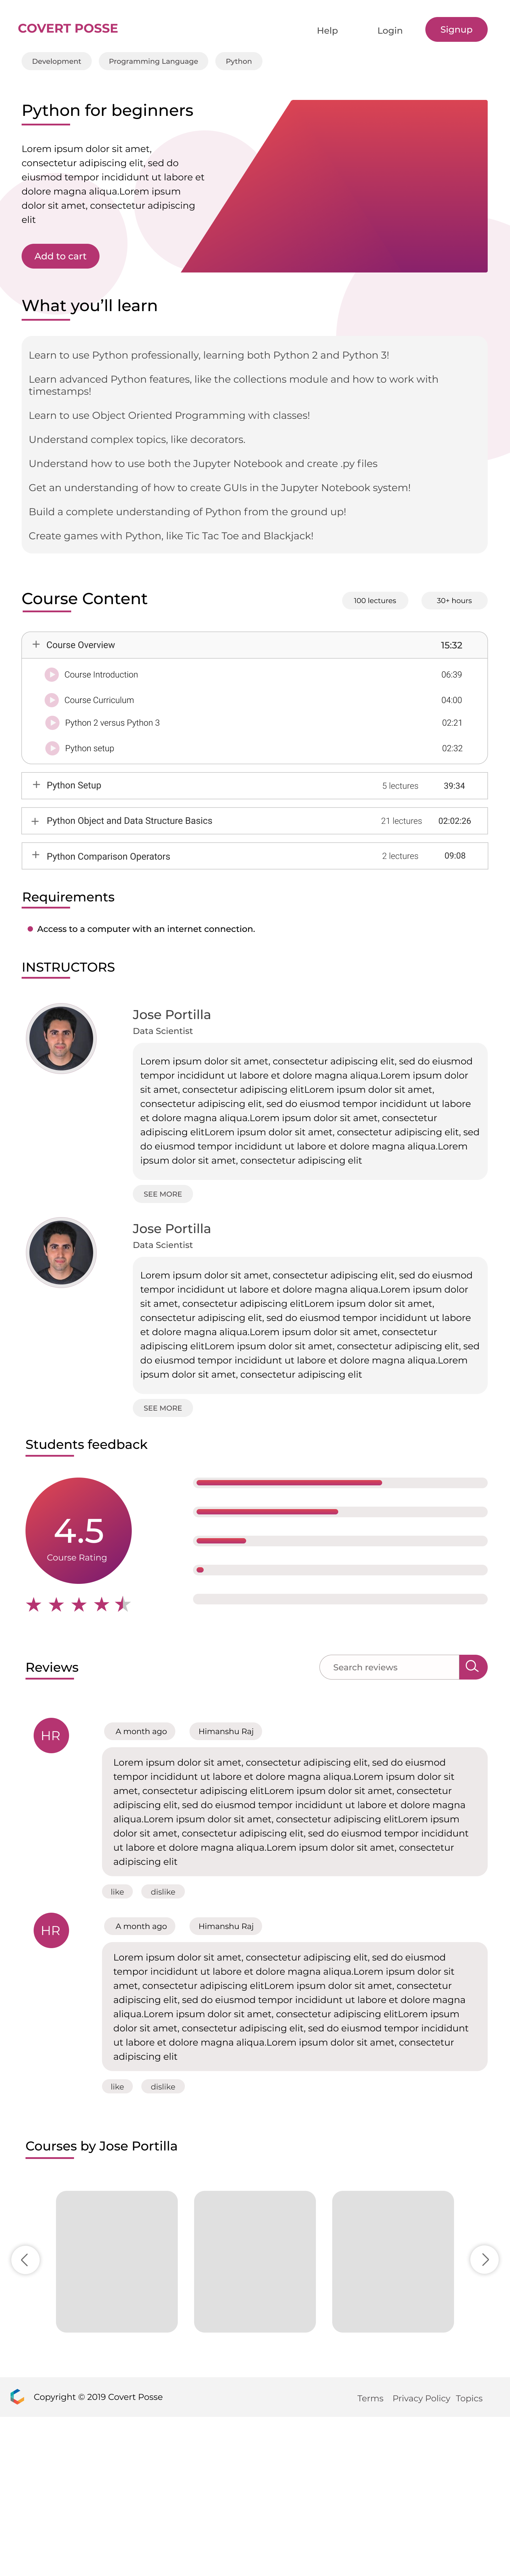 COVERT POSSE
Help
Login
Signup
Development
Programming Language
Python
Python for beginners
Lorem ipsum dolor sit amet,
consectetur adipiscing elit, sed do
eiusmod tempor incididunt ut labore et
dolore magna aliqua.Lorem ipsum
dolor sit amet, consectetur adipiscing
elit
Add to cart
What you’ll learn
Learn to use Python professionally, learning both Python 2 and Python 3!
Learn advanced Python features, like the collections module and how to work with
timestamps!
Learn to use Object Oriented Programming with classes!
Understand complex topics, like decorators.
Understand how to use both the Jupyter Notebook and create .py files
Get an understanding of how to create GUIs in the Jupyter Notebook system!
Build a complete understanding of Python from the ground up!
Create games with Python, like Tic Tac Toe and Blackjack!
Course Content
100 lectures
30+ hours
Course Overview 15:32
Course Introduction 06:39
Course Curriculum 04:00
Python 2 versus Python 3 02:21
Python setup 02:32
Python Setup 5 lectures 39:34
Python Object and Data Structure Basics 21 lectures 02:02:26
Python Comparison Operators 2 lectures 09:08
Requirements
Access to a computer with an internet connection.
INSTRUCTORS
Jose Portilla
Data Scientist
Lorem ipsum dolor sit amet, consectetur adipiscing elit, sed do eiusmod
tempor incididunt ut labore et dolore magna aliqua.Lorem ipsum dolor
sit amet, consectetur adipiscing elitLorem ipsum dolor sit amet,
consectetur adipiscing elit, sed do eiusmod tempor incididunt ut labore
et dolore magna aliqua.Lorem ipsum dolor sit amet, consectetur
adipiscing elitLorem ipsum dolor sit amet, consectetur adipiscing elit, sed
do eiusmod tempor incididunt ut labore et dolore magna aliqua.Lorem
ipsum dolor sit amet, consectetur adipiscing elit
SEE MORE
Jose Portilla
Data Scientist
Lorem ipsum dolor sit amet, consectetur adipiscing elit, sed do eiusmod
tempor incididunt ut labore et dolore magna aliqua.Lorem ipsum dolor
sit amet, consectetur adipiscing elitLorem ipsum dolor sit amet,
consectetur adipiscing elit, sed do eiusmod tempor incididunt ut labore
et dolore magna aliqua.Lorem ipsum dolor sit amet, consectetur
adipiscing elitLorem ipsum dolor sit amet, consectetur adipiscing elit, sed
do eiusmod tempor incididunt ut labore et dolore magna aliqua.Lorem
ipsum dolor sit amet, consectetur adipiscing elit
SEE MORE
Students feedback
4.5
Course Rating
Reviews
Search reviews
HR
A month ago
Himanshu Raj
Lorem ipsum dolor sit amet, consectetur adipiscing elit, sed do eiusmod
tempor incididunt ut labore et dolore magna aliqua.Lorem ipsum dolor sit
amet, consectetur adipiscing elitLorem ipsum dolor sit amet, consectetur
adipiscing elit, sed do eiusmod tempor incididunt ut labore et dolore magna
aliqua.Lorem ipsum dolor sit amet, consectetur adipiscing elitLorem ipsum
dolor sit amet, consectetur adipiscing elit, sed do eiusmod tempor incididunt
ut labore et dolore magna aliqua.Lorem ipsum dolor sit amet, consectetur
adipiscing elit
like
dislike
HR
A month ago
Himanshu Raj
Lorem ipsum dolor sit amet, consectetur adipiscing elit, sed do eiusmod
tempor incididunt ut labore et dolore magna aliqua.Lorem ipsum dolor sit
amet, consectetur adipiscing elitLorem ipsum dolor sit amet, consectetur
adipiscing elit, sed do eiusmod tempor incididunt ut labore et dolore magna
aliqua.Lorem ipsum dolor sit amet, consectetur adipiscing elitLorem ipsum
dolor sit amet, consectetur adipiscing elit, sed do eiusmod tempor incididunt
ut labore et dolore magna aliqua.Lorem ipsum dolor sit amet, consectetur
adipiscing elit
like
dislike
Courses by Jose Portilla
Copyright © 2019 Covert Posse
Terms
Privacy Policy
Topics